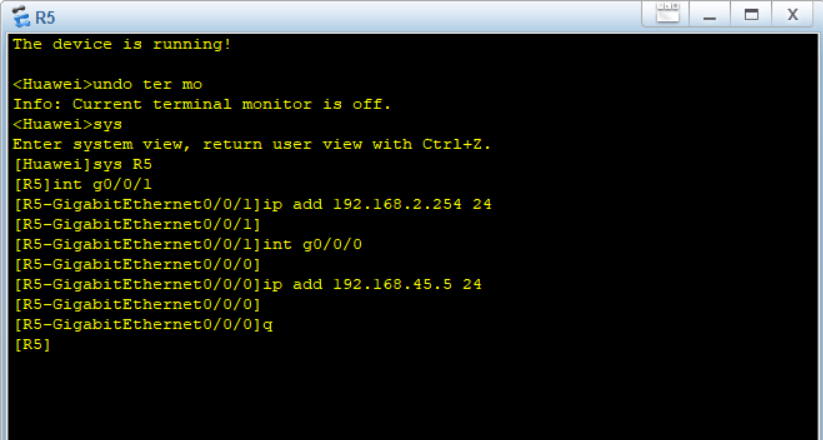 R5
The device is running!
<Huawei>undo ter mo
Info: Current terminal monitor is off.
<Huawei>sys
Enter system view, return user view with Ctrl+Z.
[Huawei]sys R5
[R5]int g0/0/1
[R5-GigabitEthernet0/0/1]ip add 192.168.2.254 24
[R5-GigabitEthernet0/0/1]
[R5-GigabitEthernet0/0/1]int g0/0/0
[R5-GigabitEthernet0/0/0]
[R5-GigabitEthernet0/0/0]ip add 192.168.45.5 24
[R5-GigabitEthernet0/0/0]
[R5-GigabitEthernet0/0/0]q
[R5]